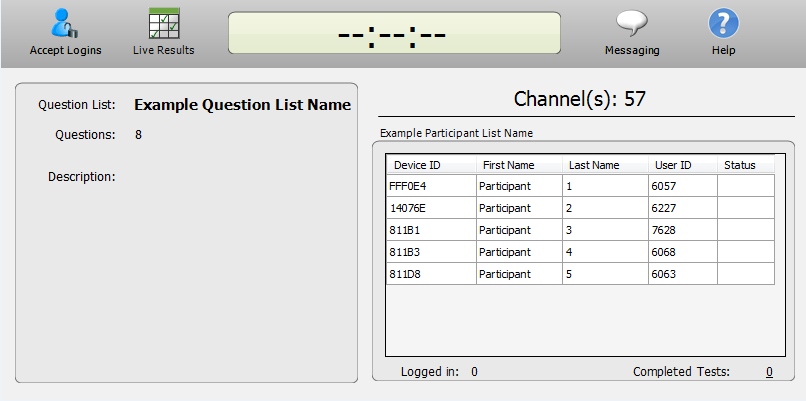 Accept Logins
Live Results
--:--:--
Messaging
Help
Question List: Example Question List Name
Questions: 8
Description:
Channel(s): 57
Example Participant List Name
Device ID First Name Last Name User ID Status
FFF0E4 Participant 1 6057
14076E Participant 2 6227
811B1 Participant 3 7628
811B3 Participant 4 6068
811D8 Participant 5 6063
Logged in: 0 Completed Tests: 0